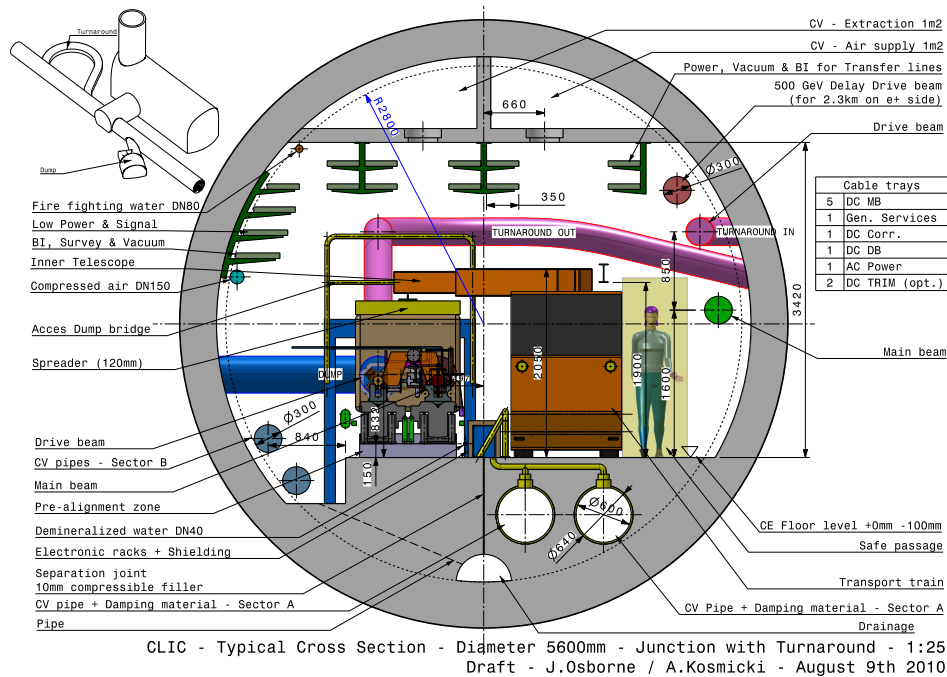 Turnaround
Dump
CV - Extraction 1m2
CV - Air supply 1m2
Power, Vacuum & BI for Transfer lines
500 GeV Delay Drive beam
(for 2.3km on e+ side)
Drive beam
R2800
660
Ø300
350
TURNAROUND OUT
TURNAROUND IN
850
3420
Cable trays
5 DC MB
1 Gen. Services
1 DC Corr.
1 DC DB
1 AC Power
2 DC TRIM (opt.)
Fire fighting water DN80
Low Power & Signal
BI, Survey & Vacuum
Inner Telescope
Compressed air DN150
Acces Dump bridge
Spreader (120mm)
DUMP
2050
1900
1600
Main beam
Ø300
840
832
150
Drive beam
CV pipes - Sector B
Main beam
Pre-alignment zone
Demineralized water DN40
Electronic racks + Shielding
Separation joint
10mm compressible filler
CV pipe + Damping material - Sector A
Pipe
Ø600
Ø640
CE Floor level +0mm -100mm
Safe passage
Transport train
CV Pipe + Damping material - Sector A
Drainage
CLIC - Typical Cross Section - Diameter 5600mm - Junction with Turnaround - 1:25
Draft - J.Osborne / A.Kosmicki - August 9th 2010